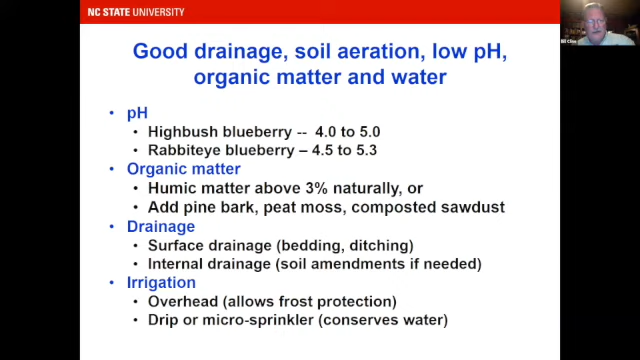 NC STATE UNIVERSITY
Bill Cline
Good drainage, soil aeration, low pH,
organic matter and water
• pH
• Highbush blueberry -- 4.0 to 5.0
• Rabbiteye blueberry – 4.5 to 5.3
• Organic matter
• Humic matter above 3% naturally, or
• Add pine bark, peat moss, composted sawdust
• Drainage
• Surface drainage (bedding, ditching)
• Internal drainage (soil amendments if needed)
• Irrigation
• Overhead (allows frost protection)
• Drip or micro-sprinkler (conserves water)